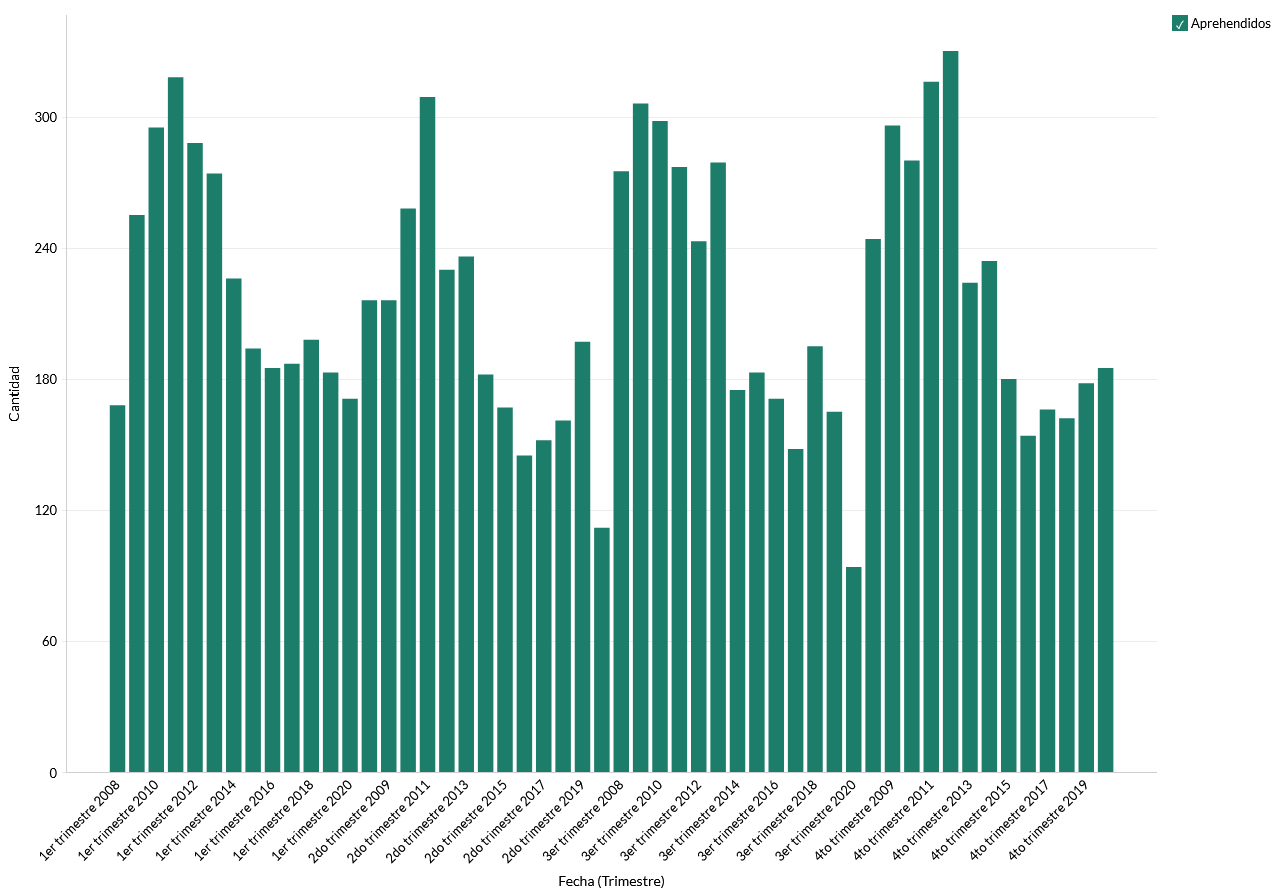 Aprehendidos
300
240
180
120
60
0
Cantidad
1er trimestre 2008
1er trimestre 2010
1er trimestre 2012
1er trimestre 2014
1er trimestre 2016
1er trimestre 2018
1er trimestre 2020
2do trimestre 2009
2do trimestre 2011
2do trimestre 2013
2do trimestre 2015
2do trimestre 2017
2do trimestre 2019
3er trimestre 2008
3er trimestre 2010
3er trimestre 2012
3er trimestre 2014
3er trimestre 2016
3er trimestre 2018
3er trimestre 2020
4to trimestre 2009
4to trimestre 2011
4to trimestre 2013
4to trimestre 2015
4to trimestre 2017
4to trimestre 2019
Fecha (Trimestre)